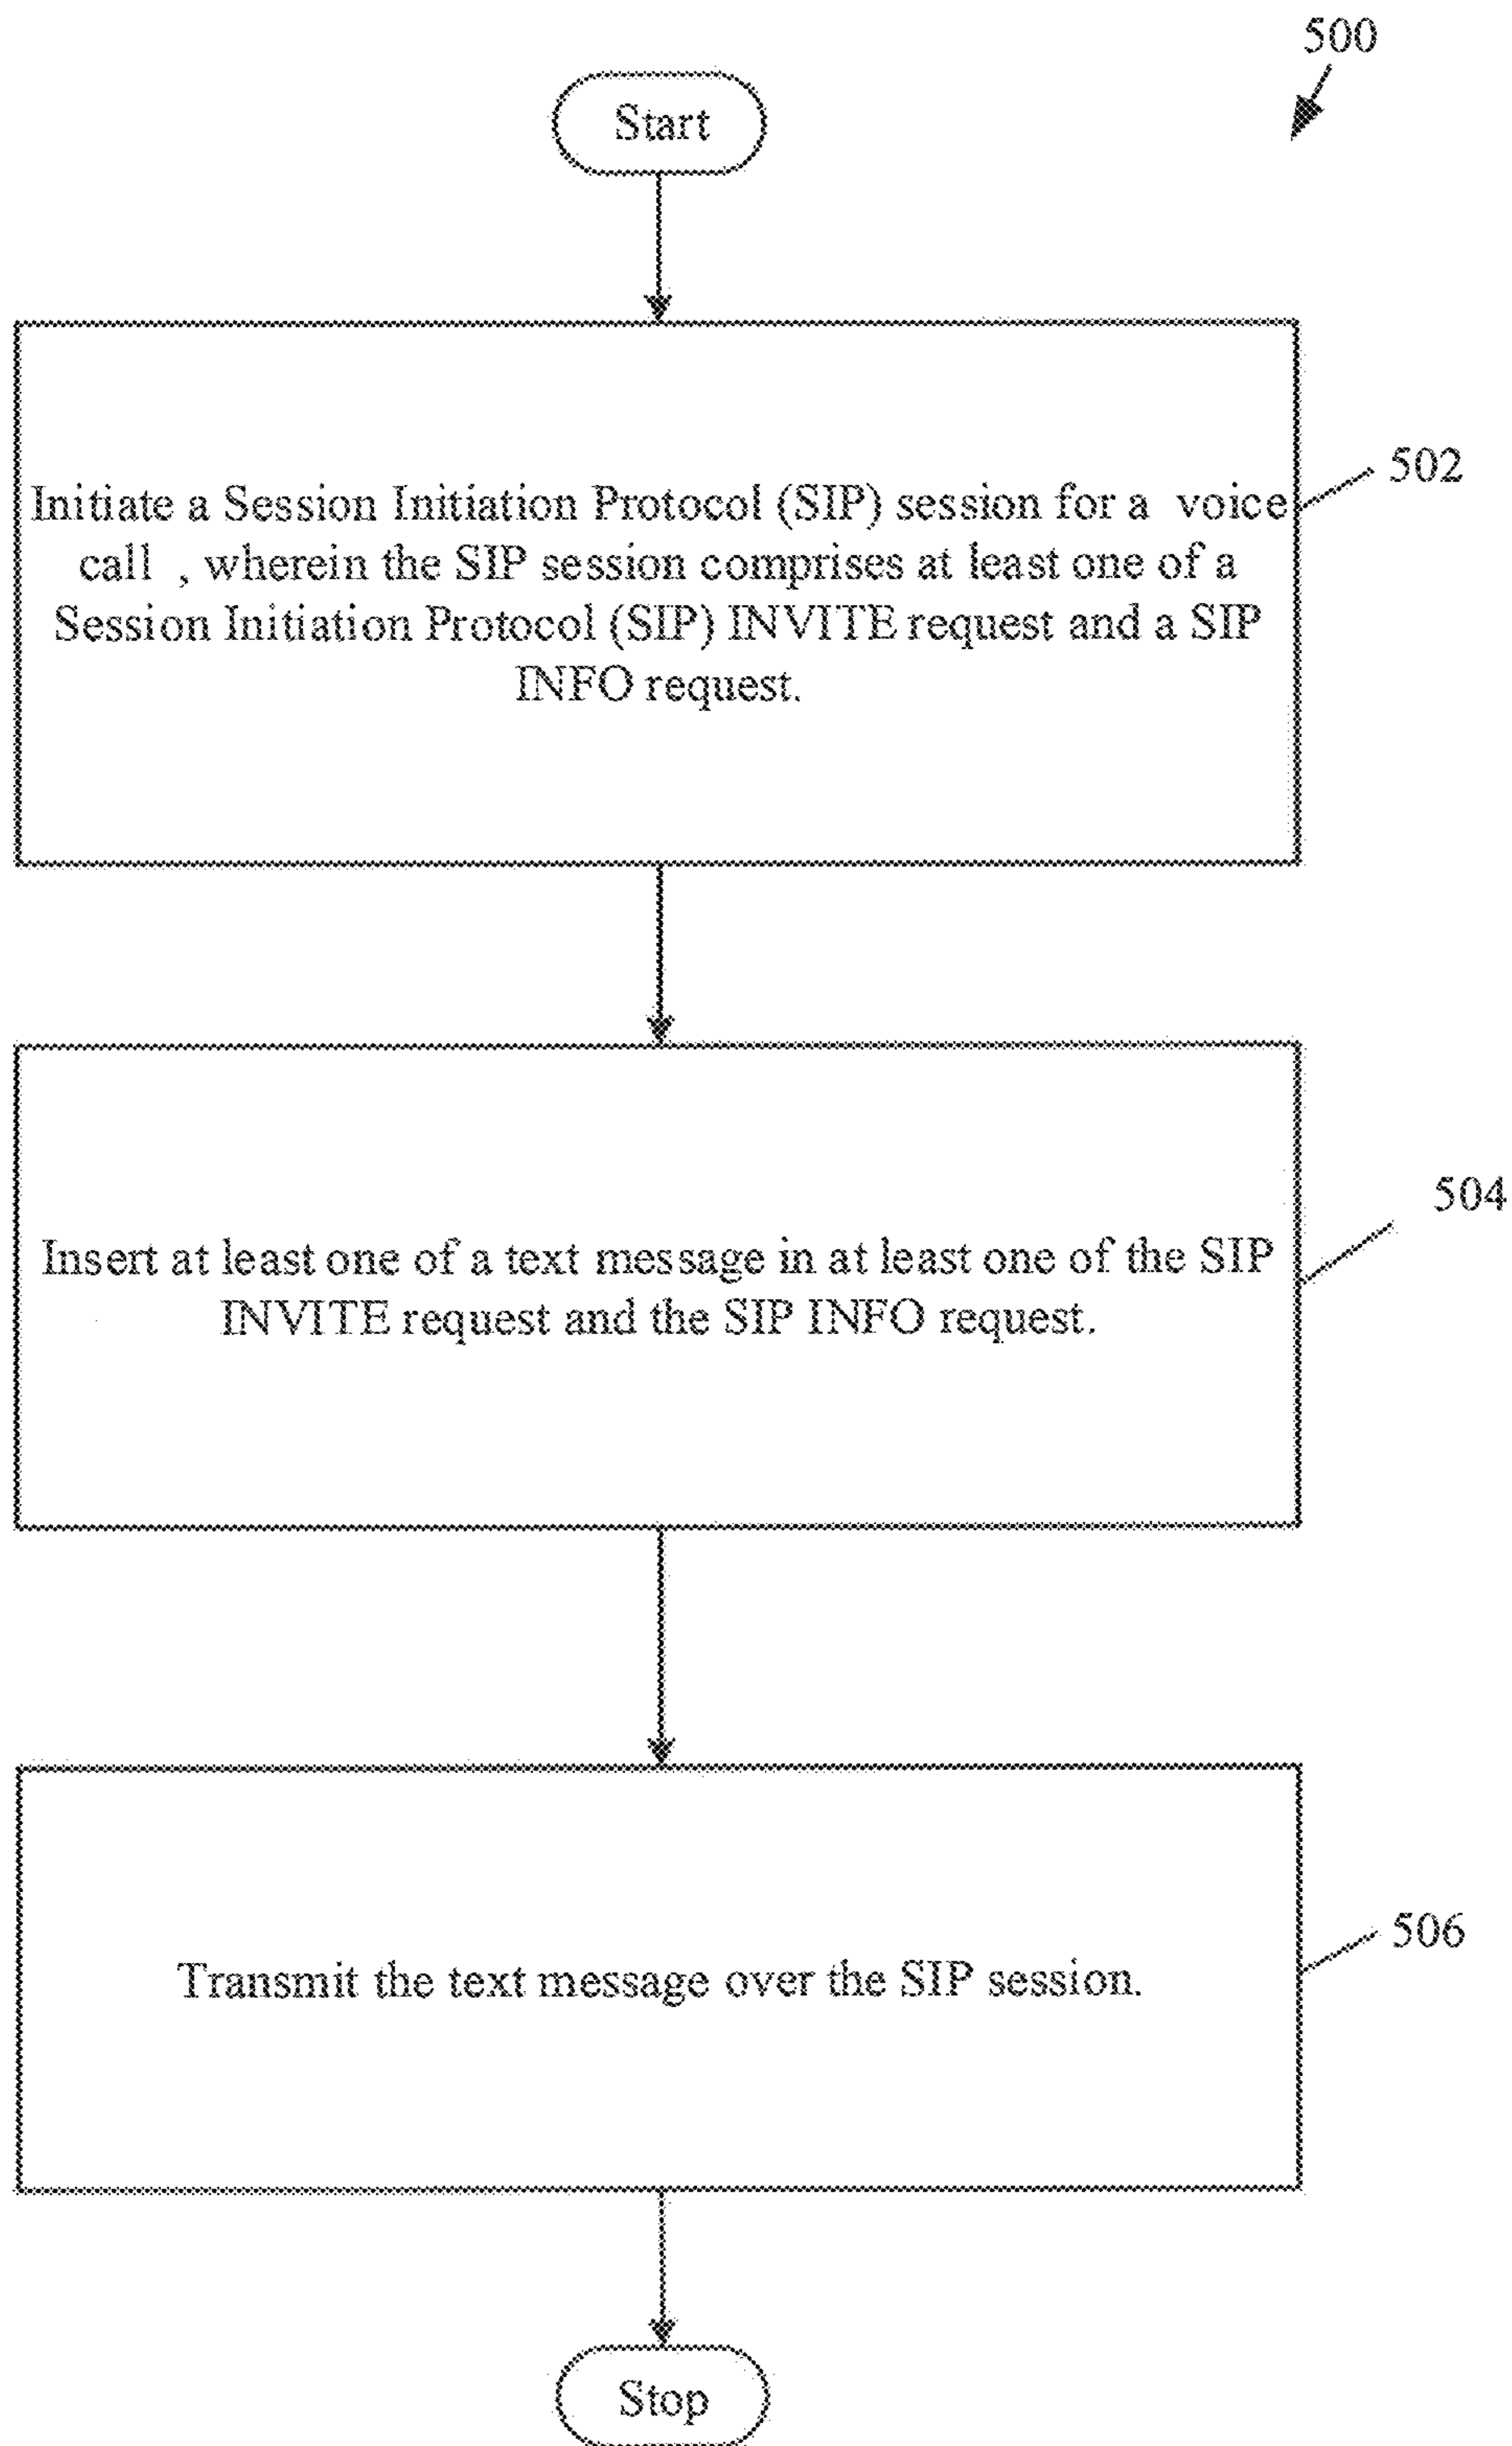 500
Start
Initiate a Session Initiation Protocol (SIP) session for a voice
call , wherein the SIP session comprises at least one of a
Session Initiation Protocol (SIP) INVITE request and a SIP
INFO request.
502
504
Insert at least one of a text message in at least one of the SIP
INVITE request and the SIP INFO request.
506
Transmit the text message over the SIP session.
Stop